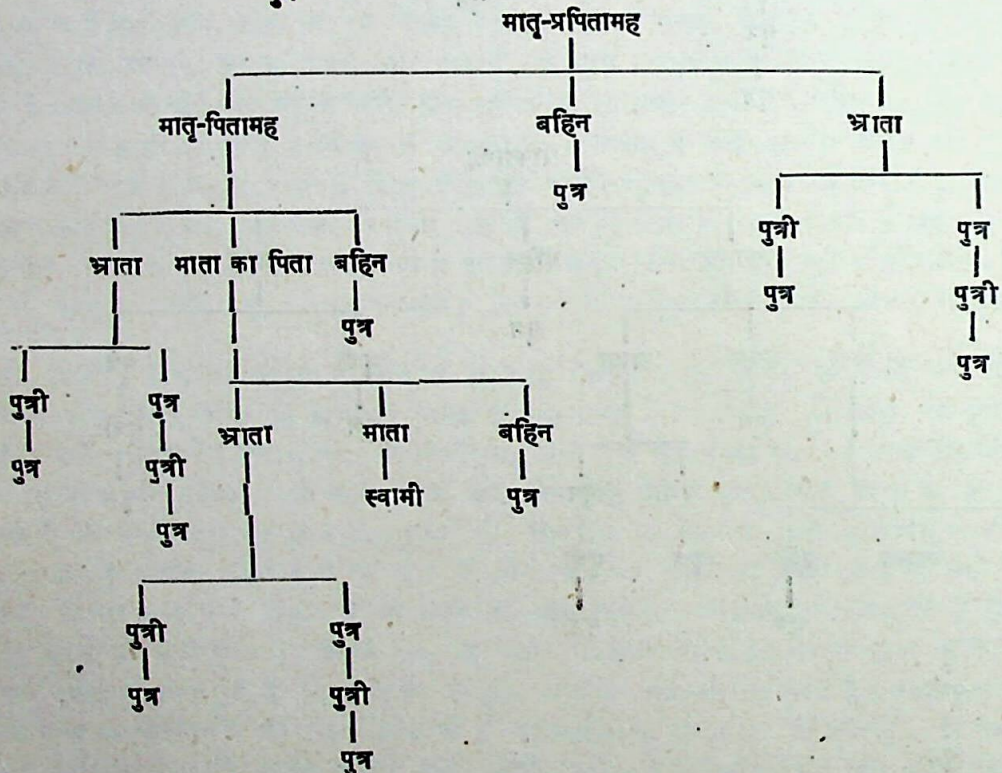 मातृ-प्रपितामह
मातृ-पितामह बहिन भ्राता
पुत्र
पुत्री पुत्र
भ्राता माता का पिता बहिन
पुत्र पुत्री
पुत्र
पुत्र
पुत्री पुत्र
भ्राता माता बहिन
पुत्र पुत्री
स्वामी पुत्र
पुत्र
पुत्री पुत्र
पुत्र पुत्री
पुत्र